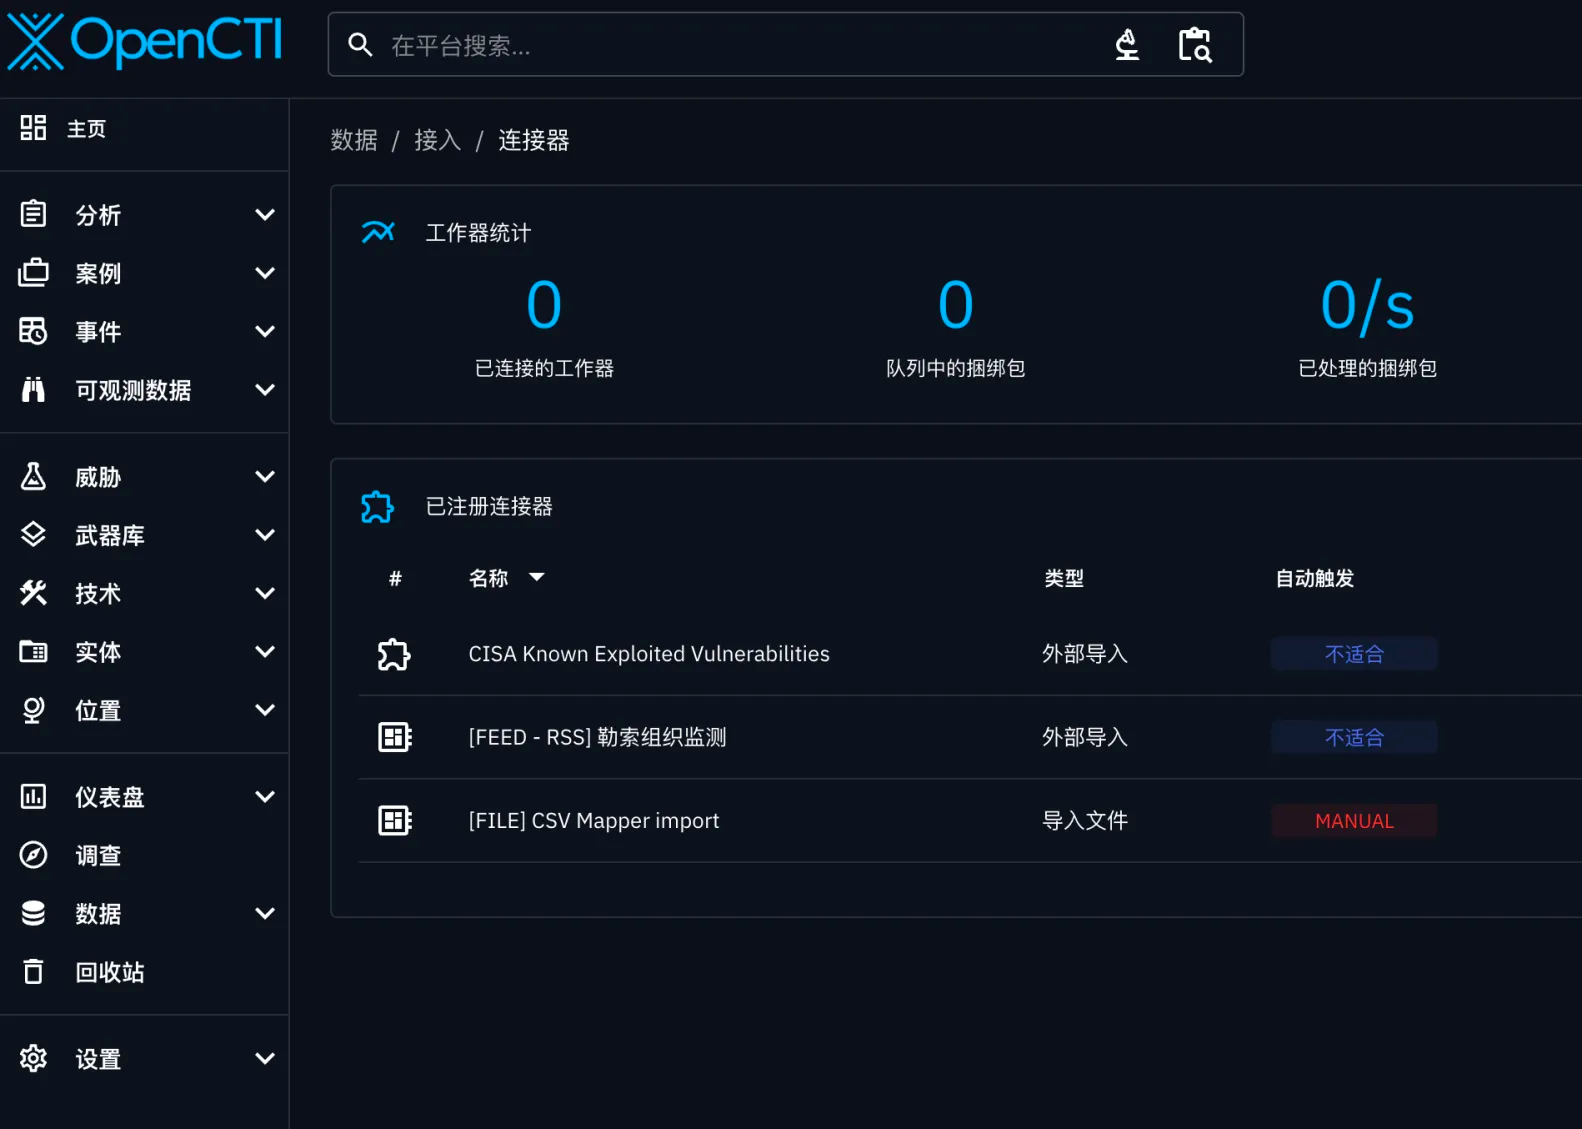 OpenCTI
在平台搜索...
主页
分析
案例
事件
可观测数据
威胁
武器库
技术
实体
位置
仪表盘
调查
数据
回收站
设置
数据 / 接入 / 连接器
工作器统计
0 0 0/s
已连接的工作器 队列中的捆绑包 已处理的捆绑包
已注册连接器
# 名称 类型 自动触发
CISA Known Exploited Vulnerabilities 外部导入 不适合
[FEED - RSS] 勒索组织监测 外部导入 不适合
[FILE] CSV Mapper import 导入文件 MANUAL